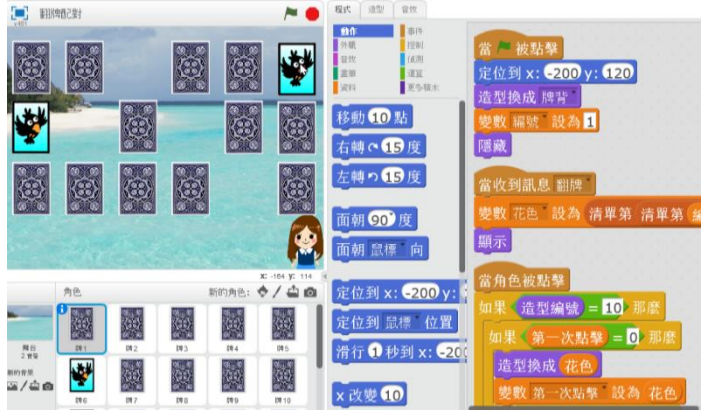 翻翻牌配對
v461
程式 造型 音效
動作 事件
外觀 控制
音效 偵測
畫筆 運算
資料 更多積木
移動 10 點
右轉 15 度
左轉 15 度
面朝 90 度
面朝 鼠標 向
定位到 x: -200 y:
定位到 鼠標 位置
滑行 1 秒到 x: -200
x 改變 10
當 被點擊
定位到 x: -200 y: 120
造型換成 牌背
變數 編號 設為 1
隱藏
當收到訊息 翻牌
變數 花色 設為 清單第 清單第
顯示
當角色被點擊
如果 造型編號 = 10 那麼
如果 第一次點擊 = 0 那麼
造型換成 花色
變數 第一次點擊 設為 花色
x: -164 y: 114
角色 新的角色:
舞台
2 背景
新的背景
牌1 牌2 牌3 牌4 牌5
牌6 牌7 牌8 牌9 牌10